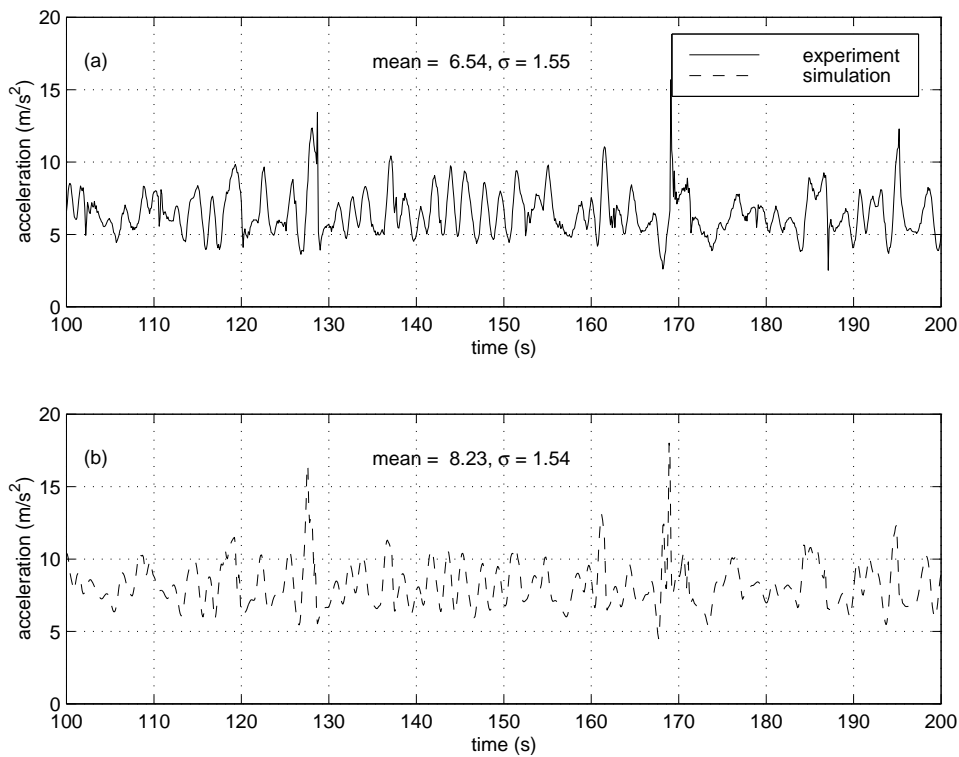 20
15
10
5
0
acceleration (m/s²)
(a)
mean = 6.54, σ = 1.55
experiment
simulation
100 110 120 130 140 150 160 170 180 190 200
time (s)
20
15
10
5
0
acceleration (m/s²)
(b)
mean = 8.23, σ = 1.54
100 110 120 130 140 150 160 170 180 190 200
time (s)